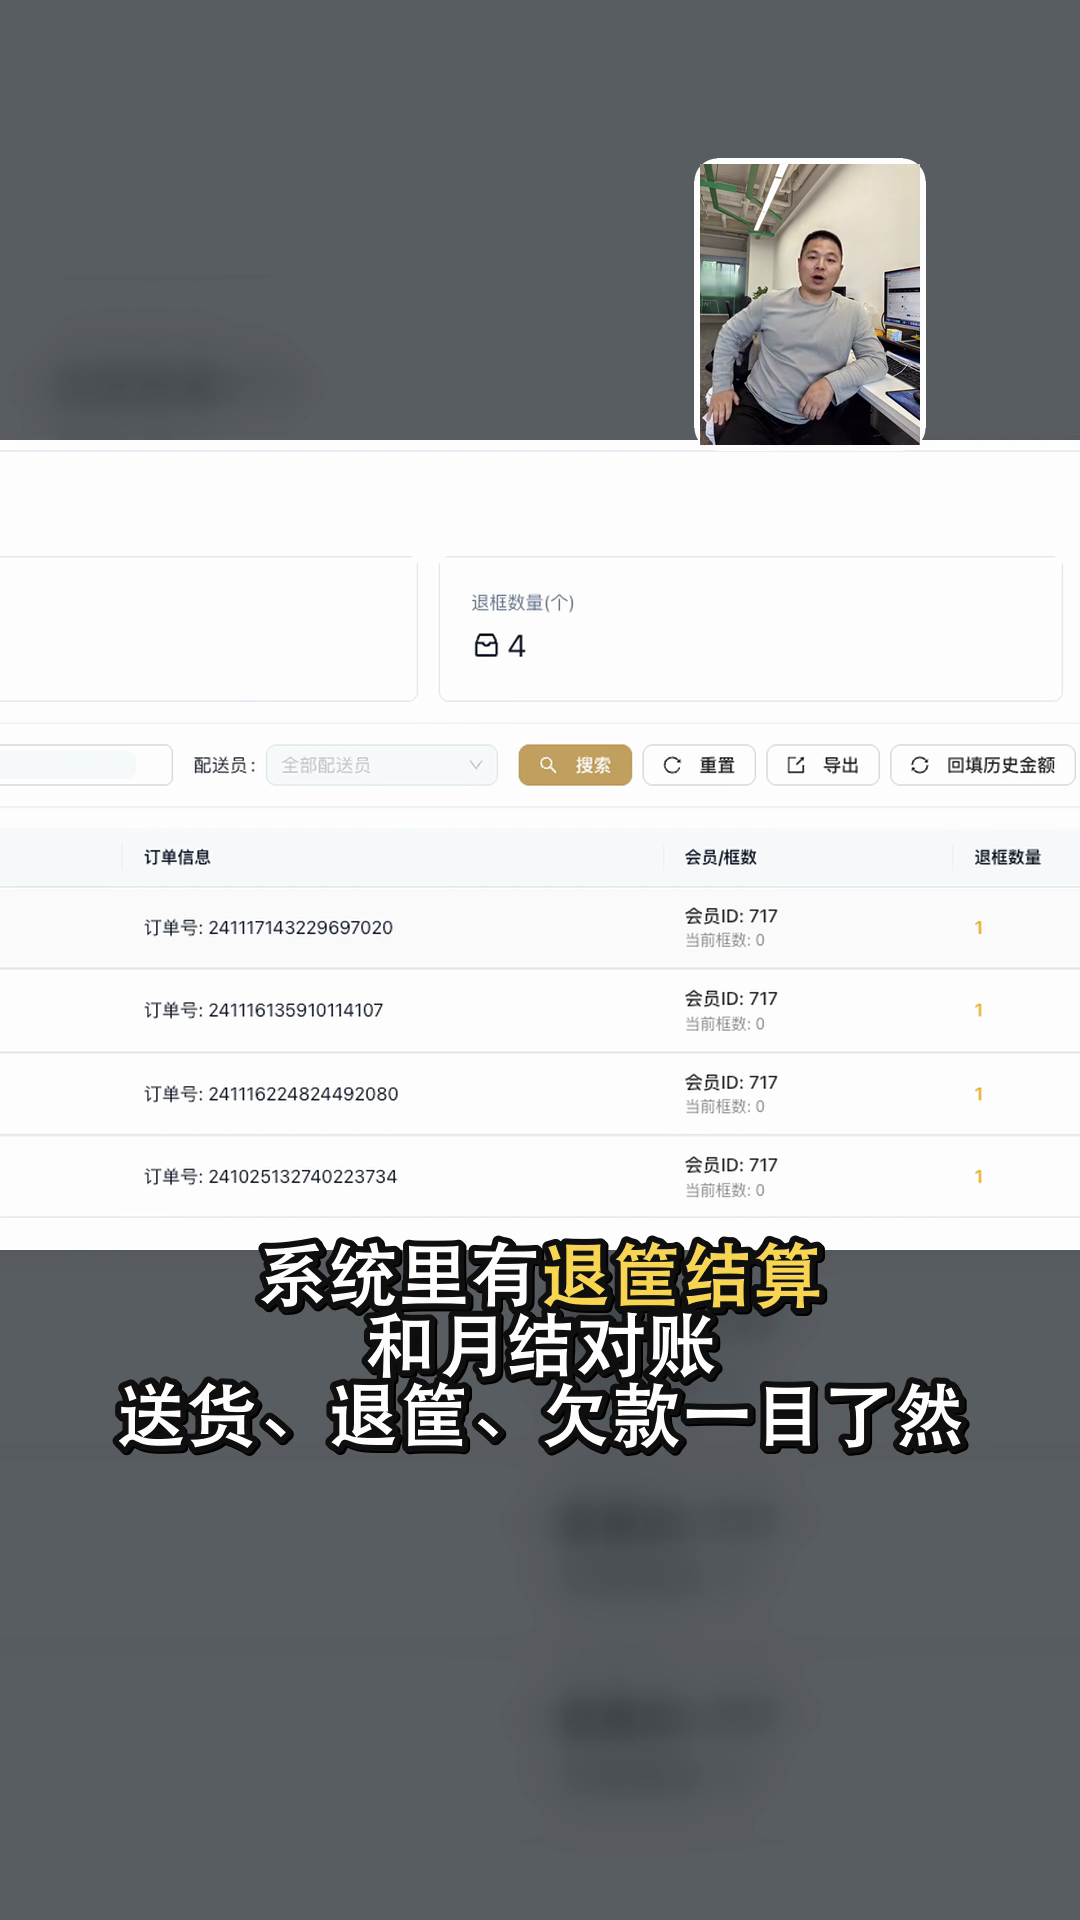 退框数量(个)
4
配送员: 全部配送员 搜索 重置 导出 回填历史金额
订单信息 会员/框数 退框数量
订单号: 241117143229697020 会员ID: 717 1
当前框数: 0
订单号: 241116135910114107 会员ID: 717 1
当前框数: 0
订单号: 241116224824492080 会员ID: 717 1
当前框数: 0
订单号: 241025132740223734 会员ID: 717 1
当前框数: 0
系统里有退筐结算
和月结对账
送货、退筐、欠款一目了然